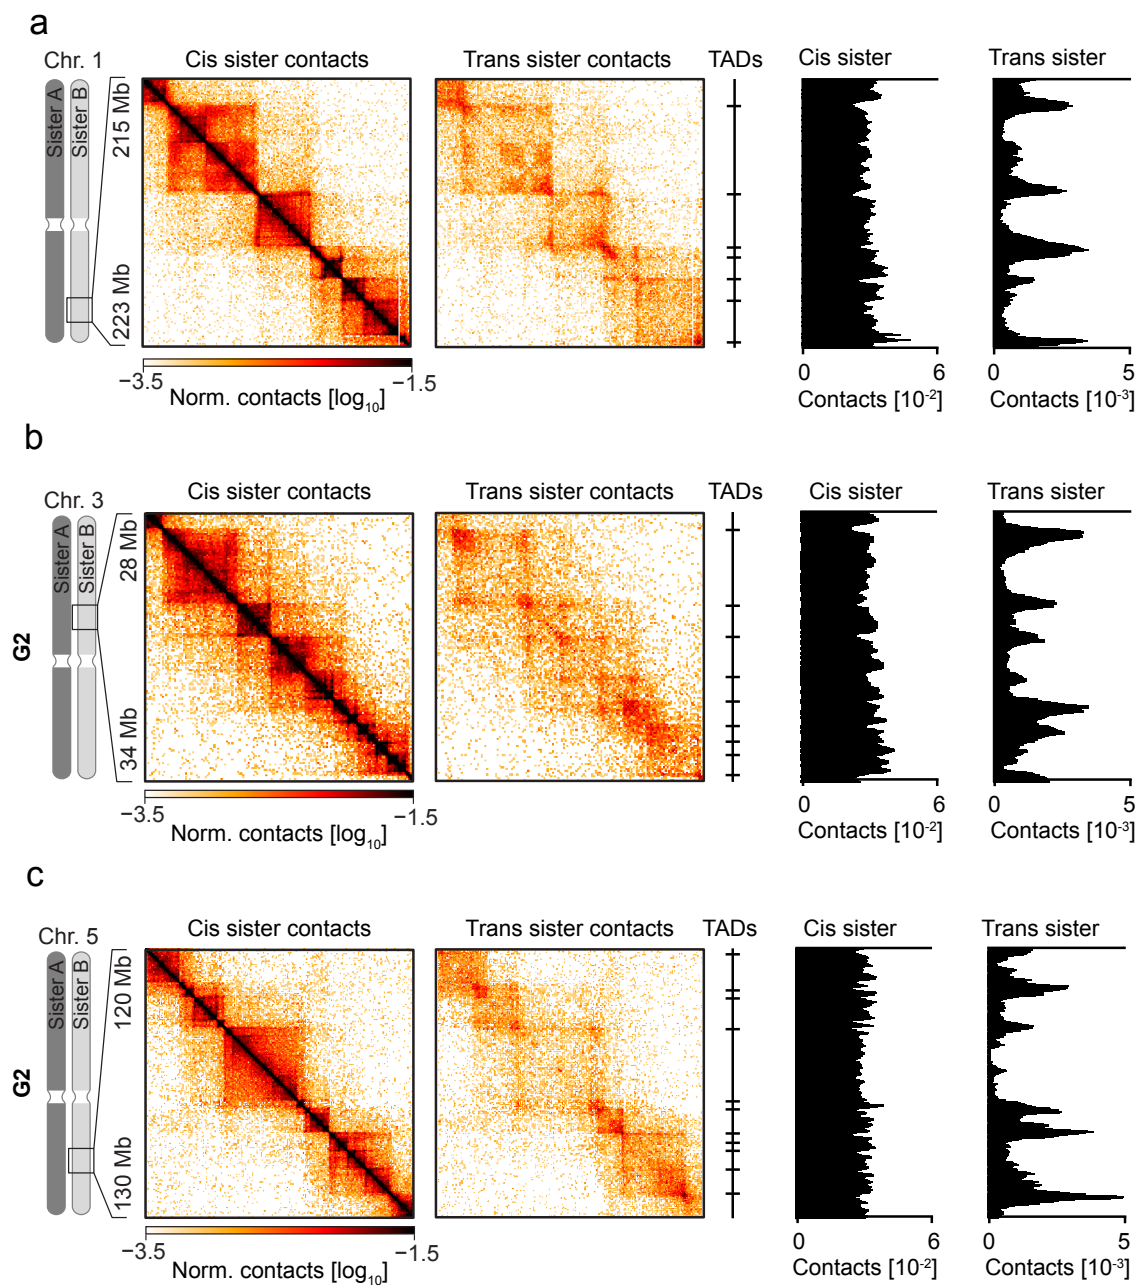 a
Chr. 1
Cis sister contacts
Trans sister contacts
TADs
Cis sister
Trans sister
Sister A
Sister B
215 Mb
223 Mb
−3.5
−1.5
Norm. contacts [log₁₀]
0
6
Contacts [10⁻²]
0
5
Contacts [10⁻³]
b
Chr. 3
Cis sister contacts
Trans sister contacts
TADs
Cis sister
Trans sister
G2
Sister A
Sister B
28 Mb
34 Mb
−3.5
−1.5
Norm. contacts [log₁₀]
0
6
Contacts [10⁻²]
0
5
Contacts [10⁻³]
c
Chr. 5
Cis sister contacts
Trans sister contacts
TADs
Cis sister
Trans sister
G2
Sister A
Sister B
120 Mb
130 Mb
−3.5
−1.5
Norm. contacts [log₁₀]
0
6
Contacts [10⁻²]
0
5
Contacts [10⁻³]